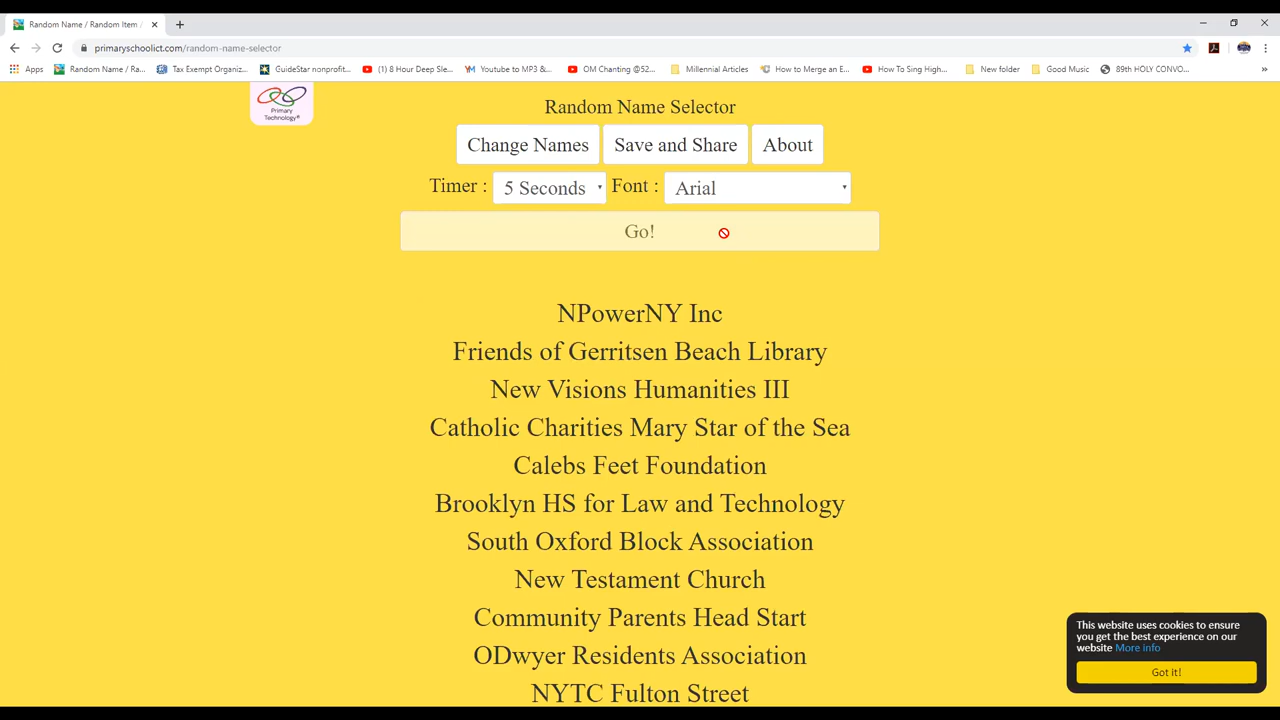 Random Name / Random Item /
primaryschoolict.com/random-name-selector
Apps Random Name / Ra... Tax Exempt Organiz... GuideStar nonprofit... (1) 8 Hour Deep Sle... Youtube to MP3 &... OM Chanting @52... Millennial Articles How to Merge an E... How To Sing High... New folder Good Music 89th HOLY CONVO... »
Primary
Technology®
Random Name Selector
Change Names Save and Share About
Timer : 5 Seconds Font : Arial
Go!
NPowerNY Inc
Friends of Gerritsen Beach Library
New Visions Humanities III
Catholic Charities Mary Star of the Sea
Calebs Feet Foundation
Brooklyn HS for Law and Technology
South Oxford Block Association
New Testament Church
Community Parents Head Start
ODwyer Residents Association
NYTC Fulton Street
This website uses cookies to ensure
you get the best experience on our
website More info
Got it!